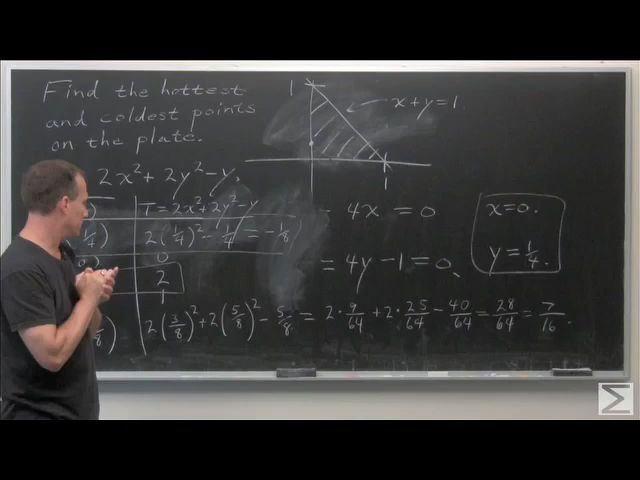 Find the hottest
and coldest points
on the plate.
1
x+y=1
1
2x²+2y²-y,
T=2x²+2y²-y
1/4)
2(1/4)²-1/4=-1/8
0
2
1
/8)
2(3/8)²+2(5/8)²-5/8=2·9/64+2·25/64-40/64=28/64=7/16.
4x=0
=4y-1=0,
x=0.
y=1/4.
Σ